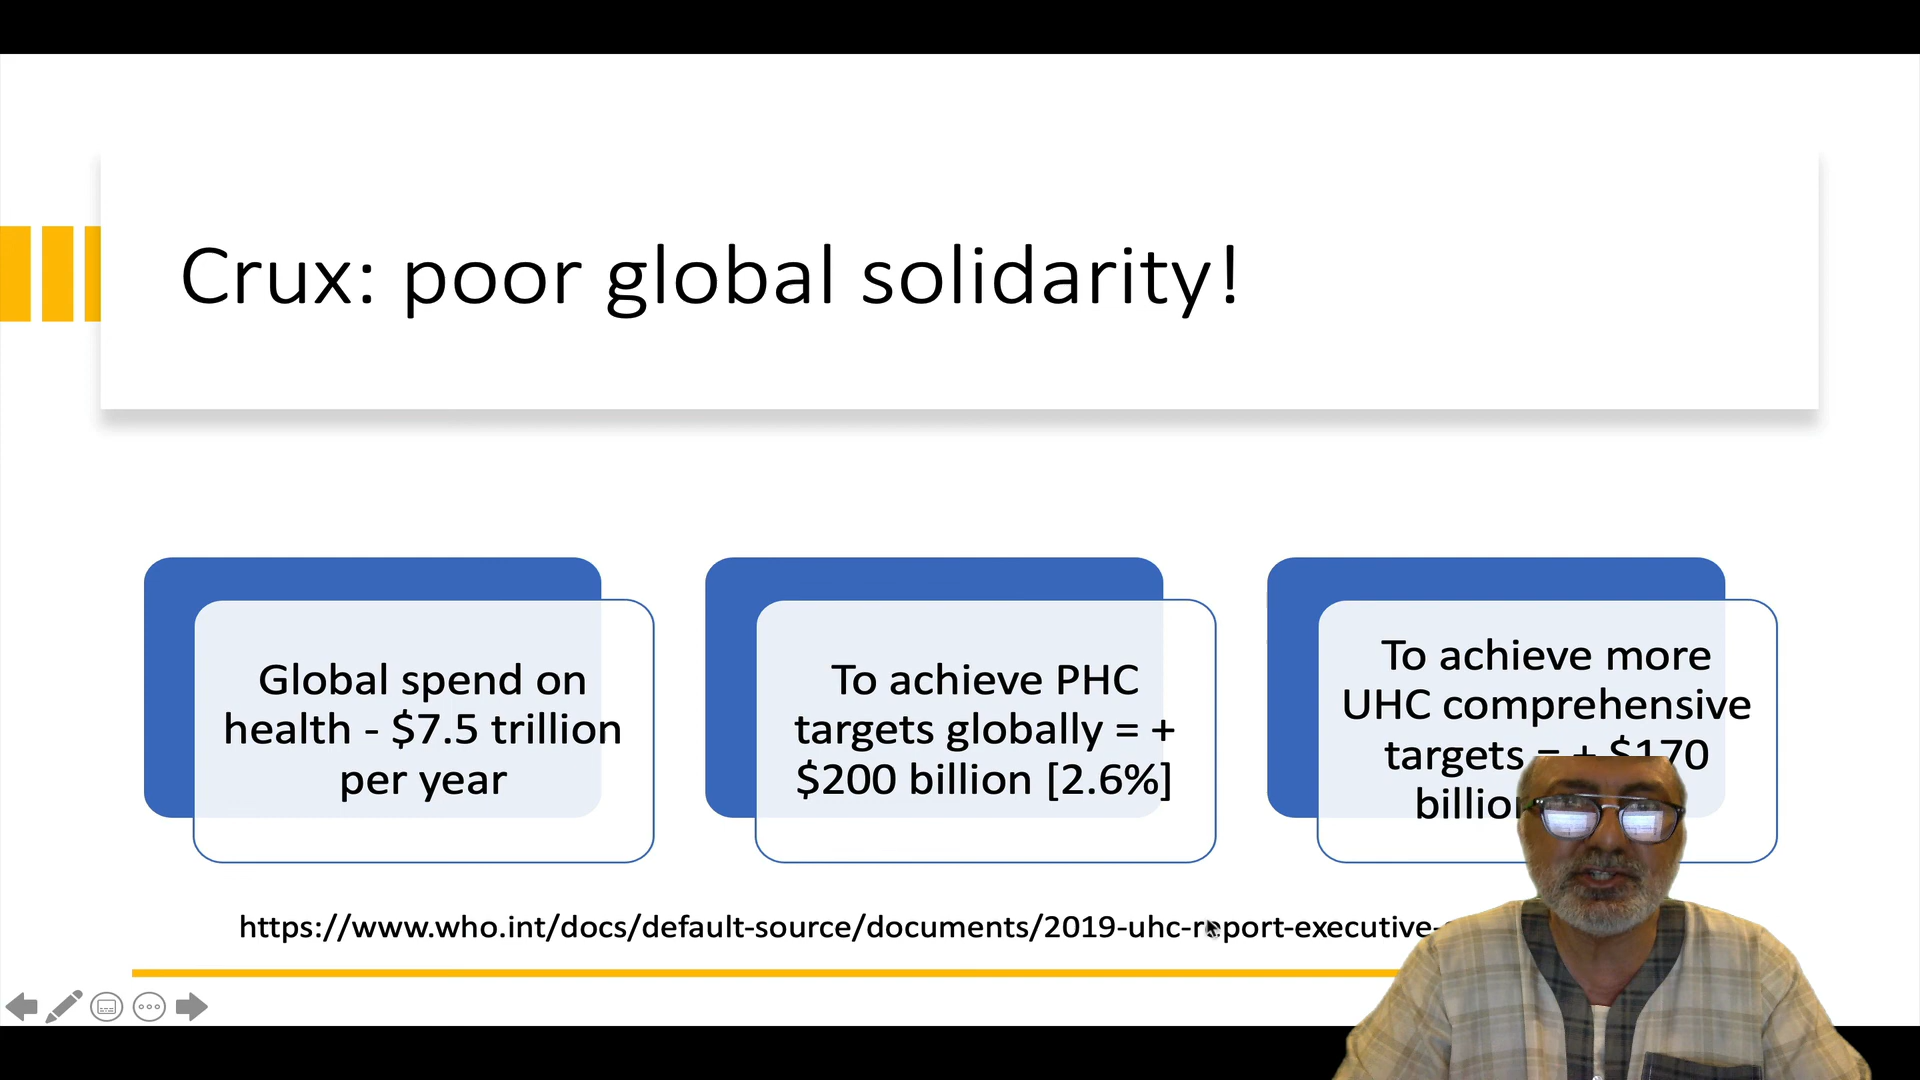 Crux: poor global solidarity!
Global spend on
health - $7.5 trillion
per year
To achieve PHC
targets globally = +
$200 billion [2.6%]
To achieve more
UHC comprehensive
targets = + $170
billion
https://www.who.int/docs/default-source/documents/2019-uhc-report-executive-